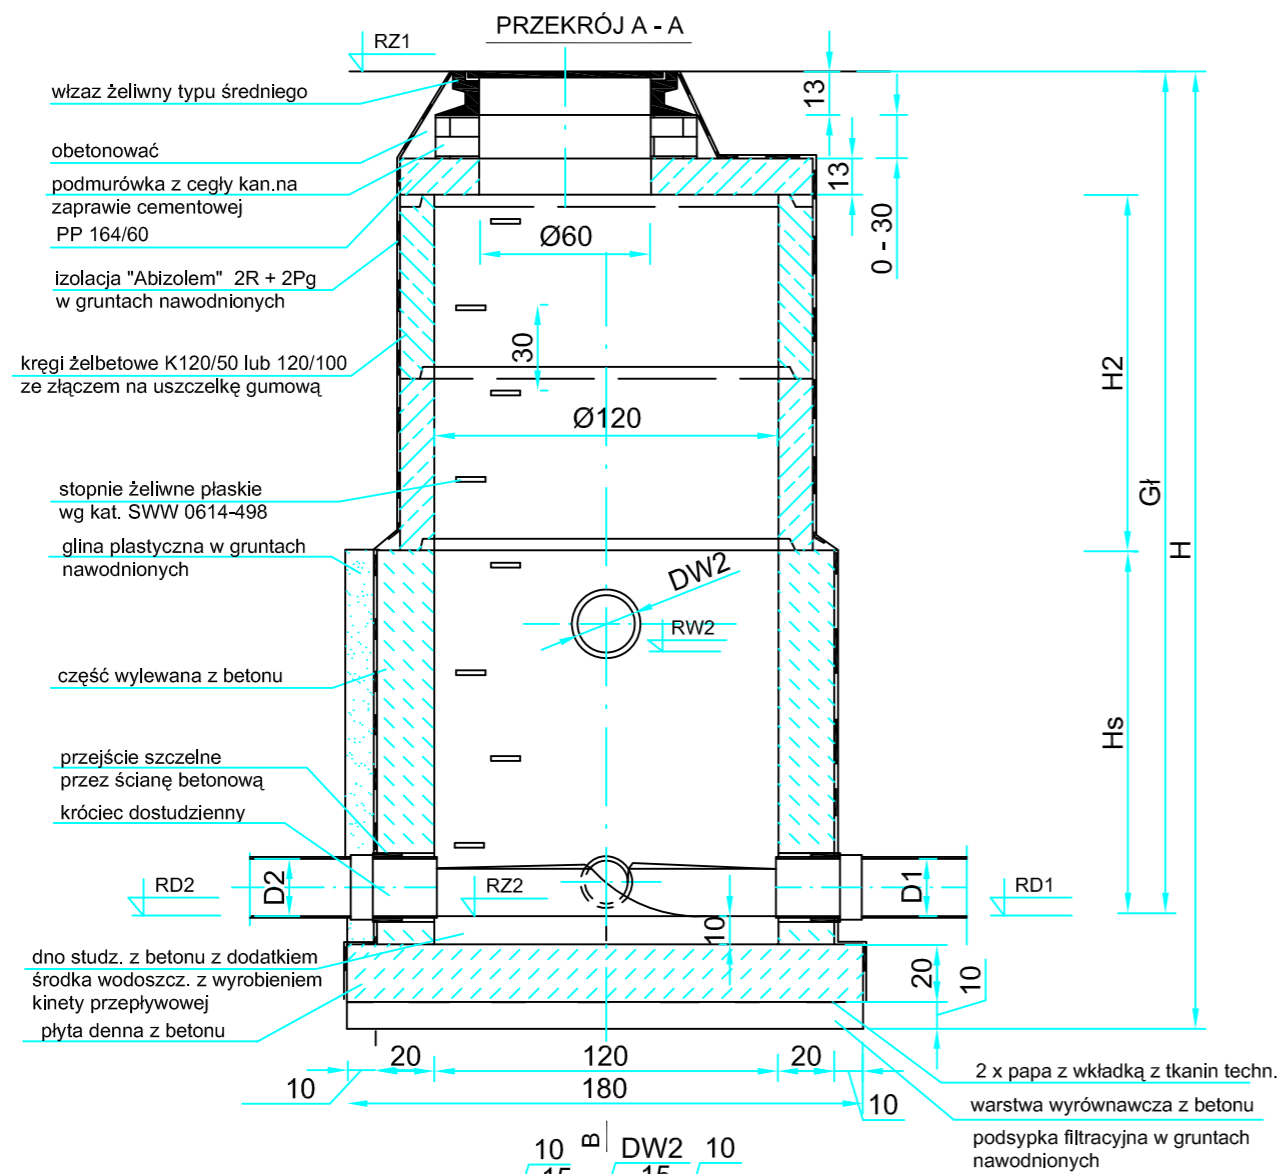 PRZEKRÓJ A - A
RZ1
właz żeliwny typu średniego
obetonować
podmurówka z cegły kan.na
zaprawie cementowej
PP 164/60
izolacja "Abizolem" 2R + 2Pg
w gruntach nawodnionych
kręgi żelbetowe K120/50 lub 120/100
ze złączem na uszczelkę gumową
stopnie żeliwne płaskie
wg kat. SWW 0614-498
glina plastyczna w gruntach
nawodnionych
część wylewana z betonu
przejście szczelne
przez ścianę betonową
króciec dostudzienny
RD2
D2
dno studz. z betonu z dodatkiem
środka wodoszcz. z wyrobieniem
kinety przepływowej
płyta denna z betonu
13
13
0 - 30
Ø60
30
Ø120
DW2
RW2
RZ2
10
D1
RD1
H2
Hs
Gł
H
20
10
20
120
20
10
180
10
2 x papa z wkładką z tkanin techn.
warstwa wyrównawcza z betonu
podsypka filtracyjna w gruntach
nawodnionych
B
10
DW2
10
15
15